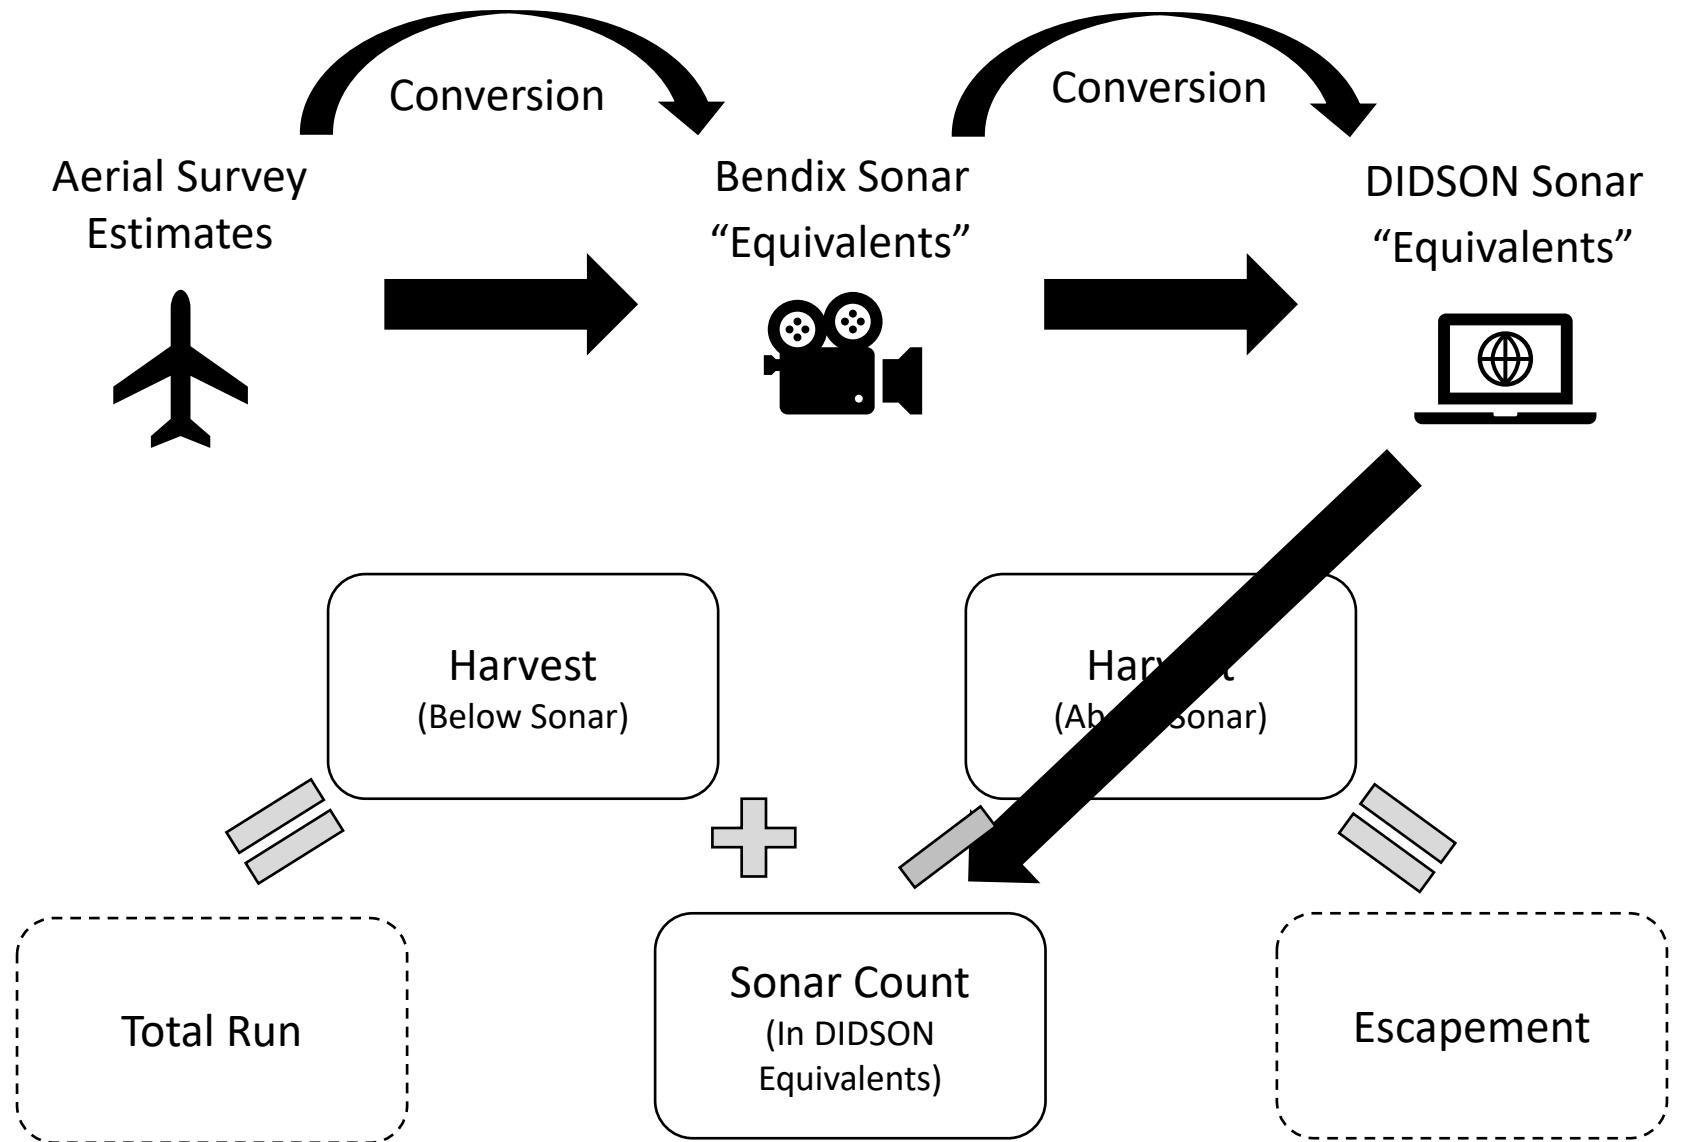 Conversion
Conversion
Aerial Survey
Estimates
Bendix Sonar
“Equivalents”
DIDSON Sonar
“Equivalents”
Harvest
(Below Sonar)
Sonar)
Total Run
Sonar Count
(In DIDSON
Equivalents)
Escapement